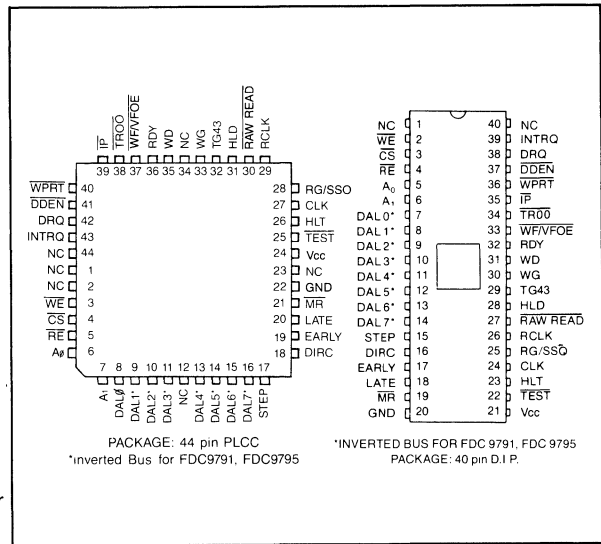 IP
TROO
WF/VFOE
RDY
WD
NC
WG
TG43
HLD
RAW READ
RCLK
39 38 37 36 35 34 33 32 31 30 29
WPRT 40
DDEN 41
DRQ 42
INTRQ 43
NC 44
NC 1
NC 2
WE 3
CS 4
RE 5
AØ 6
28 RG/SSO
27 CLK
26 HLT
25 TEST
24 Vcc
23 NC
22 GND
21 MR
20 LATE
19 EARLY
18 DIRC
7 8 9 10 11 12 13 14 15 16 17
A1
DALØ*
DAL1*
DAL2*
DAL3*
NC
DAL4*
DAL5*
DAL6*
DAL7*
STEP
PACKAGE: 44 pin PLCC
*Inverted Bus for FDC9791, FDC9795
NC 1
WE 2
CS 3
RE 4
A0 5
A1 6
DAL0* 7
DAL1* 8
DAL2* 9
DAL3* 10
DAL4* 11
DAL5* 12
DAL6* 13
DAL7* 14
STEP 15
DIRC 16
EARLY 17
LATE 18
MR 19
GND 20
40 NC
39 INTRQ
38 DRQ
37 DDEN
36 WPRT
35 IP
34 TR00
33 WF/VFOE
32 RDY
31 WD
30 WG
29 TG43
28 HLD
27 RAW READ
26 RCLK
25 RG/SSO
24 CLK
23 HLT
22 TEST
21 Vcc
*INVERTED BUS FOR FDC 9791, FDC 9795
PACKAGE: 40 pin D.I P.